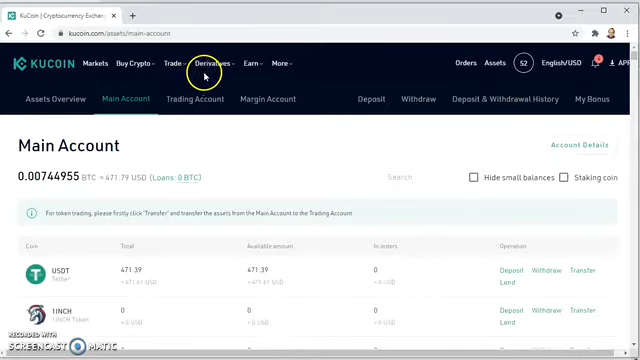 KuCoin | Cryptocurrency Exchang
kucoin.com/assets/main-account
KUCOIN Markets Buy Crypto Trade Derivatives Earn More Orders Assets 52 English/USD APP
Assets Overview Main Account Trading Account Margin Account Deposit Withdraw Deposit & Withdrawal History My Bonus
Main Account Account Details
0.00744955 BTC ≈ 471.79 USD (Loans: 0 BTC) Search Hide small balances Staking coin
For token trading, please firstly click "Transfer" and transfer the assets from the Main Account to the Trading Account
Coin Total Available amount In orders Operation
USDT 471.39 471.39 0 Deposit Withdraw Transfer
Tether ≈ 471.61 USD ≈ 471.61 USD ≈ 0 USD Lend
1INCH 0 0 0 Deposit Withdraw Transfer
1INCH Token ≈ 0 USD ≈ 0 USD ≈ 0 USD Lend
RECORDED WITH
SCREENCAST MATIC